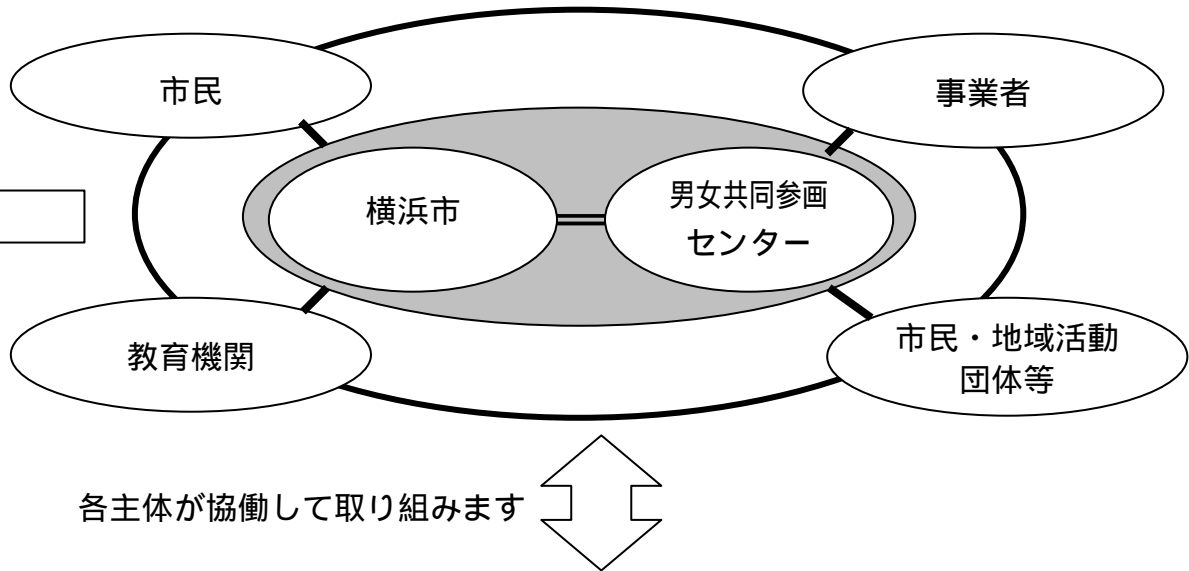 市民
事業者
横浜市
男女共同参画
センター
教育機関
市民・地域活動
団体等
各主体が協働して取り組みます